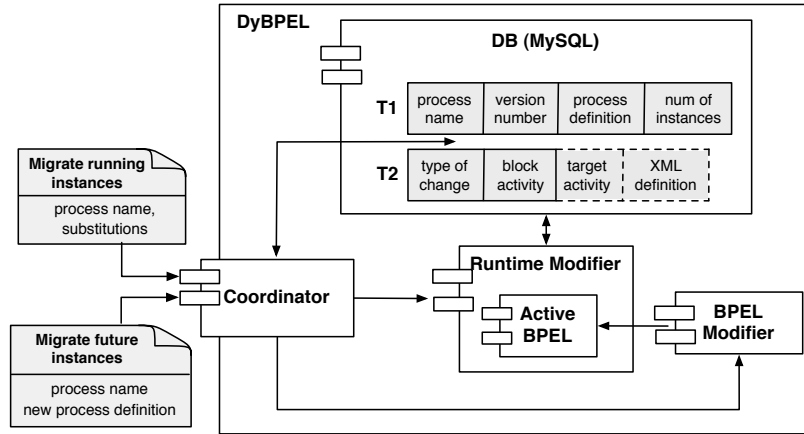 DyBPEL
DB (MySQL)
T1
process name
version number
process definition
num of instances
T2
type of change
block activity
target activity
XML definition
Migrate running
instances
process name,
substitutions
Coordinator
Runtime Modifier
Active
BPEL
BPEL
Modifier
Migrate future
instances
process name
new process definition